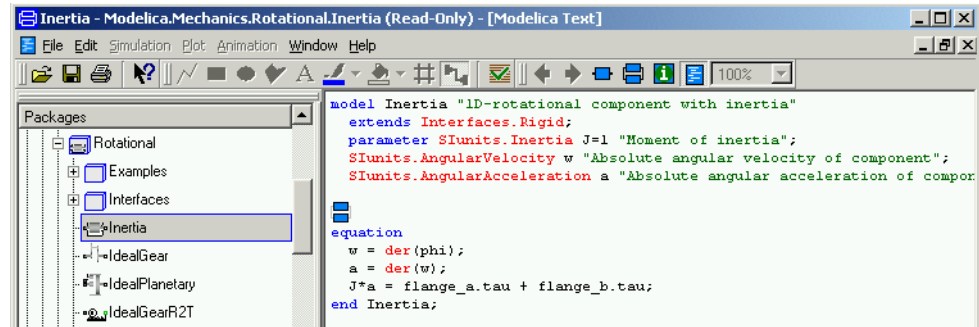 Inertia - Modelica.Mechanics.Rotational.Inertia (Read-Only) - [Modelica Text]
File Edit Simulation Plot Animation Window Help
100%
Packages
Rotational
Examples
Interfaces
Inertia
IdealGear
IdealPlanetary
IdealGearR2T
model Inertia "1D-rotational component with inertia"
extends Interfaces.Rigid;
parameter SIunits.Inertia J=1 "Moment of inertia";
SIunits.AngularVelocity w "Absolute angular velocity of component";
SIunits.AngularAcceleration a "Absolute angular acceleration of compon
equation
w = der(phi);
a = der(w);
J*a = flange_a.tau + flange_b.tau;
end Inertia;